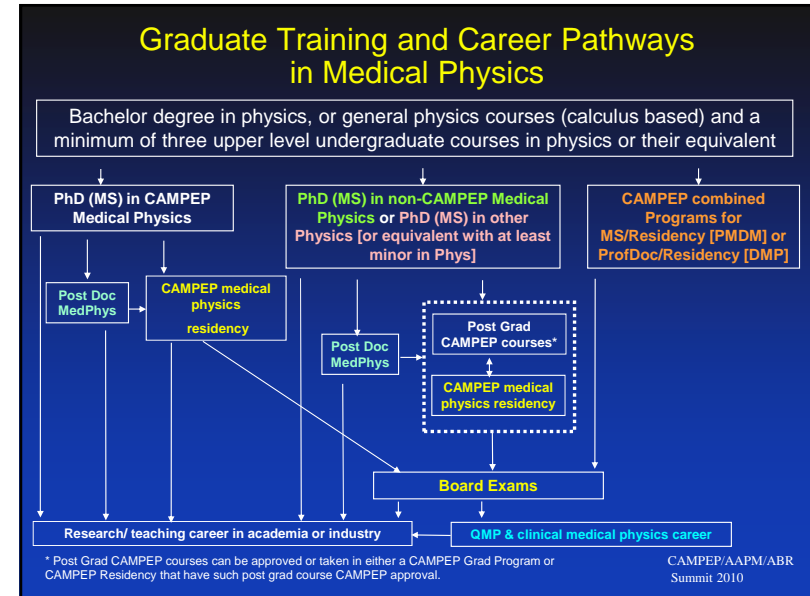 Graduate Training and Career Pathways
in Medical Physics
Bachelor degree in physics, or general physics courses (calculus based) and a
minimum of three upper level undergraduate courses in physics or their equivalent
PhD (MS) in CAMPEP
Medical Physics
PhD (MS) in non-CAMPEP Medical
Physics or PhD (MS) in other
Physics [or equivalent with at least
minor in Phys]
CAMPEP combined
Programs for
MS/Residency [PMDM] or
ProfDoc/Residency [DMP]
Post Doc
MedPhys
CAMPEP medical
physics
residency
Post Doc
MedPhys
Post Grad
CAMPEP courses*
CAMPEP medical
physics residency
Board Exams
Research/ teaching career in academia or industry
QMP & clinical medical physics career
* Post Grad CAMPEP courses can be approved or taken in either a CAMPEP Grad Program or
CAMPEP Residency that have such post grad course CAMPEP approval.
CAMPEP/AAPM/ABR
Summit 2010